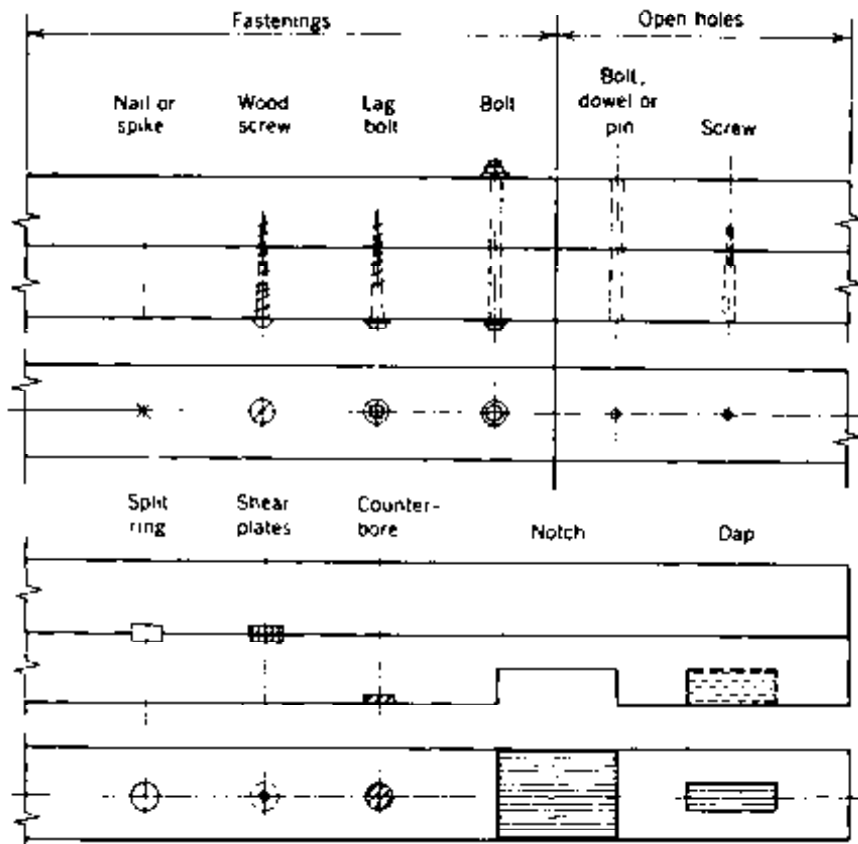 Fastenings
Open holes
Nail or
spike
Wood
screw
Lag
bolt
Bolt
Bolt,
dowel or
pin
Screw
Split
ring
Shear
plates
Counter-
bore
Notch
Dap